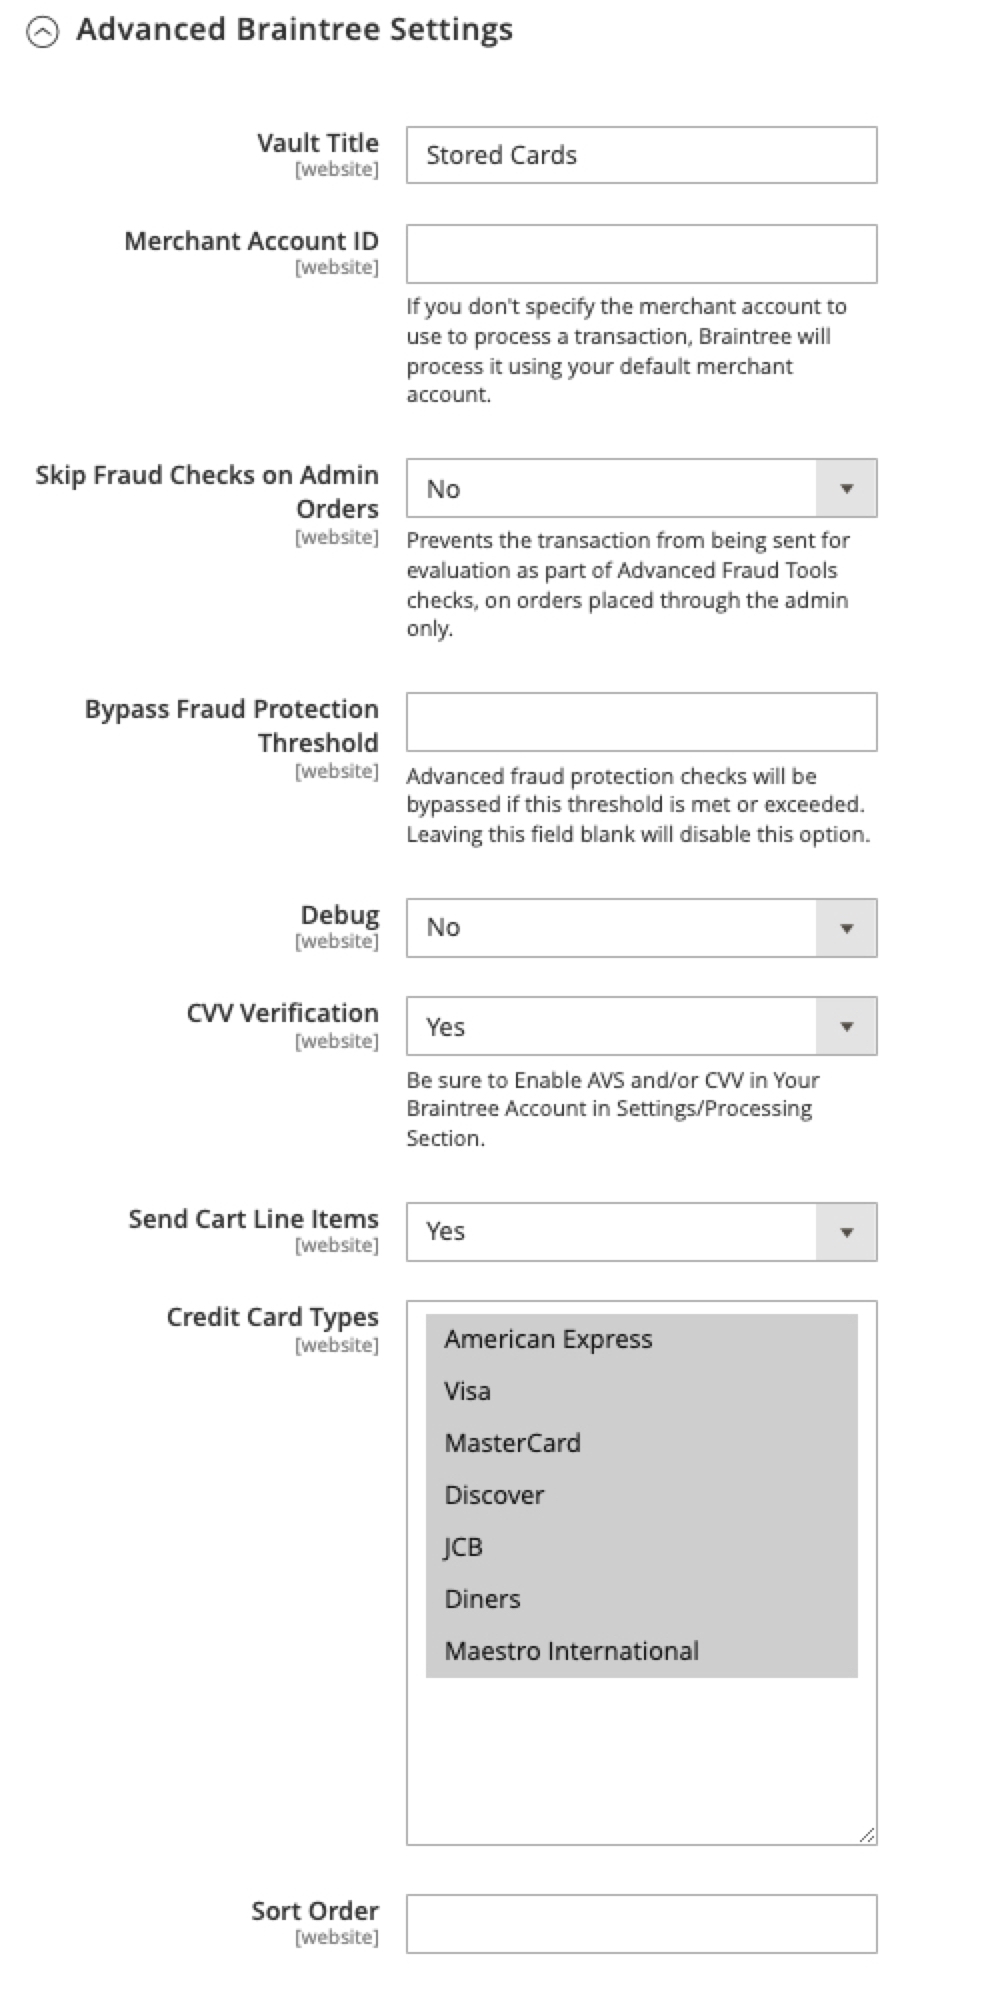 Advanced Braintree Settings
Vault Title
[website]
Stored Cards
Merchant Account ID
[website]
If you don't specify the merchant account to
use to process a transaction, Braintree will
process it using your default merchant
account.
Skip Fraud Checks on Admin
Orders
[website]
No
Prevents the transaction from being sent for
evaluation as part of Advanced Fraud Tools
checks, on orders placed through the admin
only.
Bypass Fraud Protection
Threshold
[website]
Advanced fraud protection checks will be
bypassed if this threshold is met or exceeded.
Leaving this field blank will disable this option.
Debug
[website]
No
CVV Verification
[website]
Yes
Be sure to Enable AVS and/or CVV in Your
Braintree Account in Settings/Processing
Section.
Send Cart Line Items
[website]
Yes
Credit Card Types
[website]
American Express
Visa
MasterCard
Discover
JCB
Diners
Maestro International
Sort Order
[website]